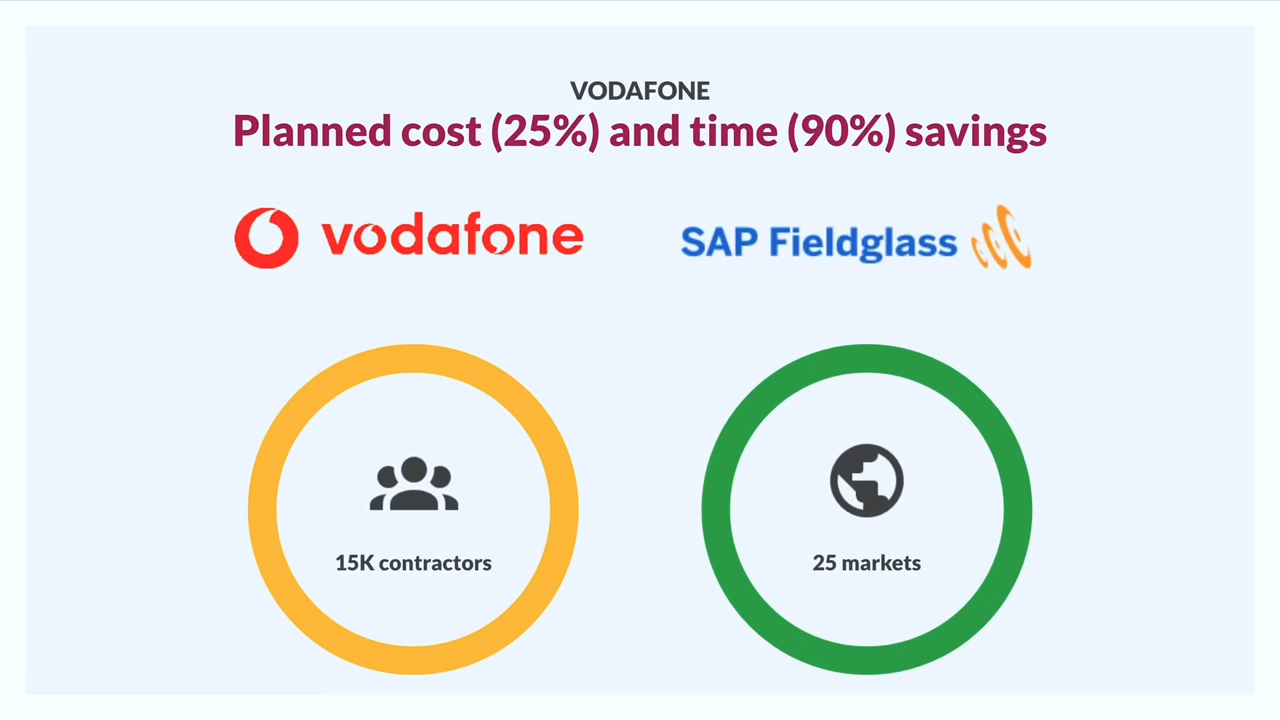 VODAFONE
Planned cost (25%) and time (90%) savings
vodafone
SAP Fieldglass
15K contractors
25 markets